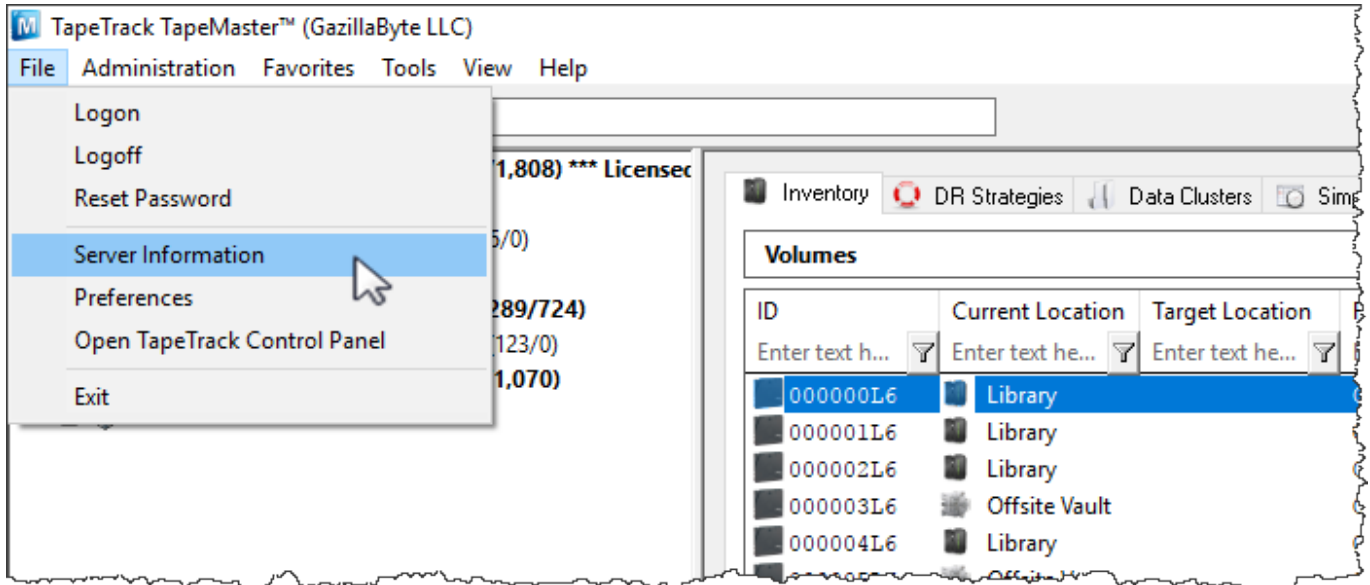 TapeTrack TapeMaster™ (GazillaByte LLC)
File Administration Favorites Tools View Help
Logon
Logoff
Reset Password
Server Information
Preferences
Open TapeTrack Control Panel
Exit
1,808) *** Licensed
/0)
289/724)
123/0)
1,070)
Inventory DR Strategies Data Clusters
Volumes
ID Current Location Target Location
Enter text h... Enter text he... Enter text he...
000000L6 Library
000001L6 Library
000002L6 Library
000003L6 Offsite Vault
000004L6 Library